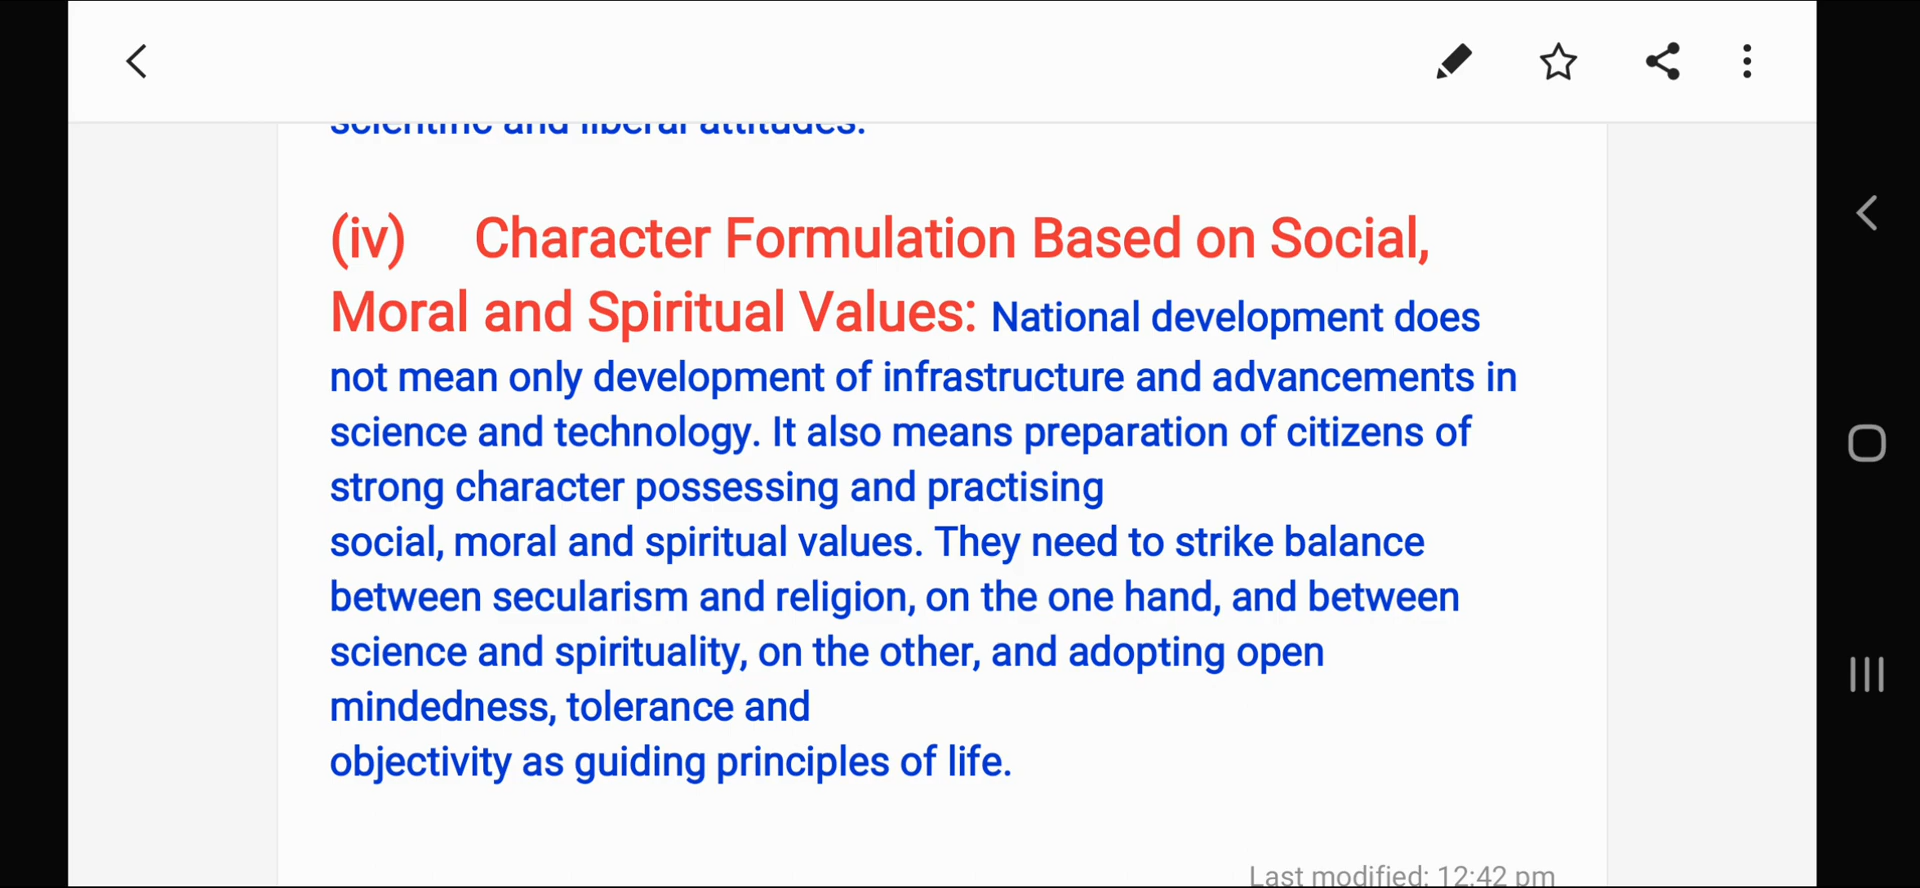 scientific and liberal attitudes.
(iv) Character Formulation Based on Social,
Moral and Spiritual Values: National development does
not mean only development of infrastructure and advancements in
science and technology. It also means preparation of citizens of
strong character possessing and practising
social, moral and spiritual values. They need to strike balance
between secularism and religion, on the one hand, and between
science and spirituality, on the other, and adopting open
mindedness, tolerance and
objectivity as guiding principles of life.
Last modified: 12:42 pm